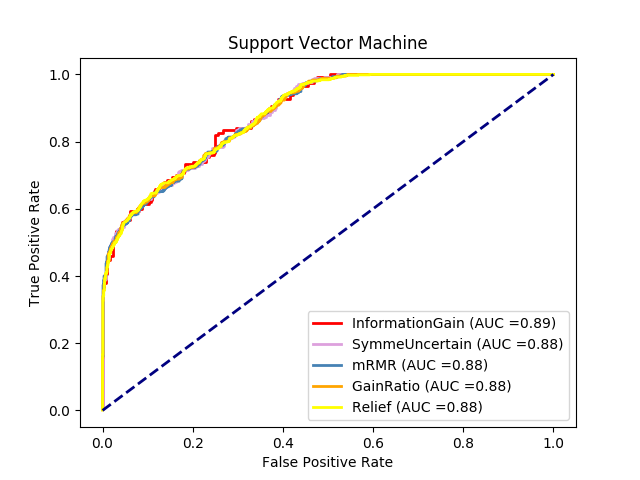 Support Vector Machine
True Positive Rate
1.0
0.8
0.6
0.4
0.2
0.0
InformationGain (AUC =0.89)
SymmeUncertain (AUC =0.88)
mRMR (AUC =0.88)
GainRatio (AUC =0.88)
Relief (AUC =0.88)
0.0 0.2 0.4 0.6 0.8 1.0
False Positive Rate